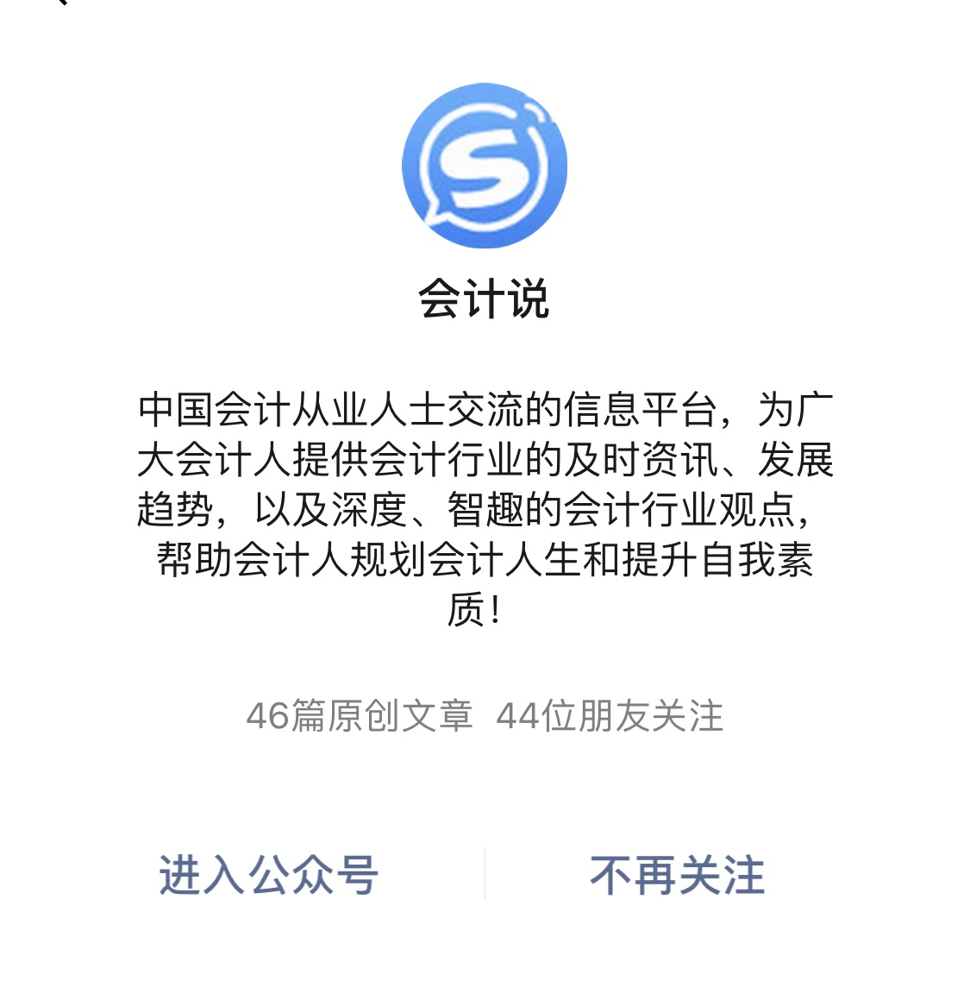 会计说
中国会计从业人士交流的信息平台，为广
大会计人提供会计行业的及时资讯、发展
趋势，以及深度、智趣的会计行业观点，
帮助会计人规划会计人生和提升自我素
质！
46篇原创文章 44位朋友关注
进入公众号 不再关注